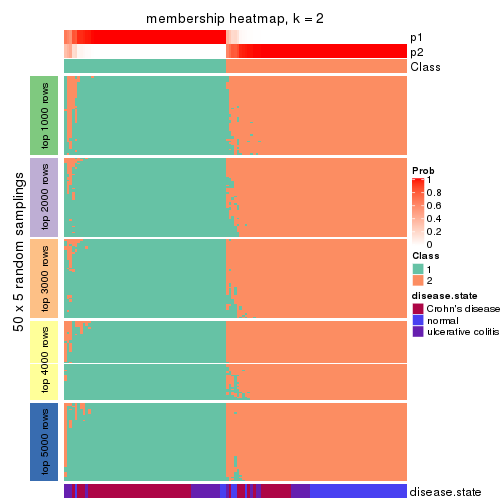 membership heatmap, k = 2
p1
p2
Class
50 x 5 random samplings
top 1000 rows
top 2000 rows
top 3000 rows
top 4000 rows
top 5000 rows
Prob
1
0.8
0.6
0.4
0.2
0
Class
1
2
disease.state
Crohn's disease
normal
ulcerative colitis
disease.state